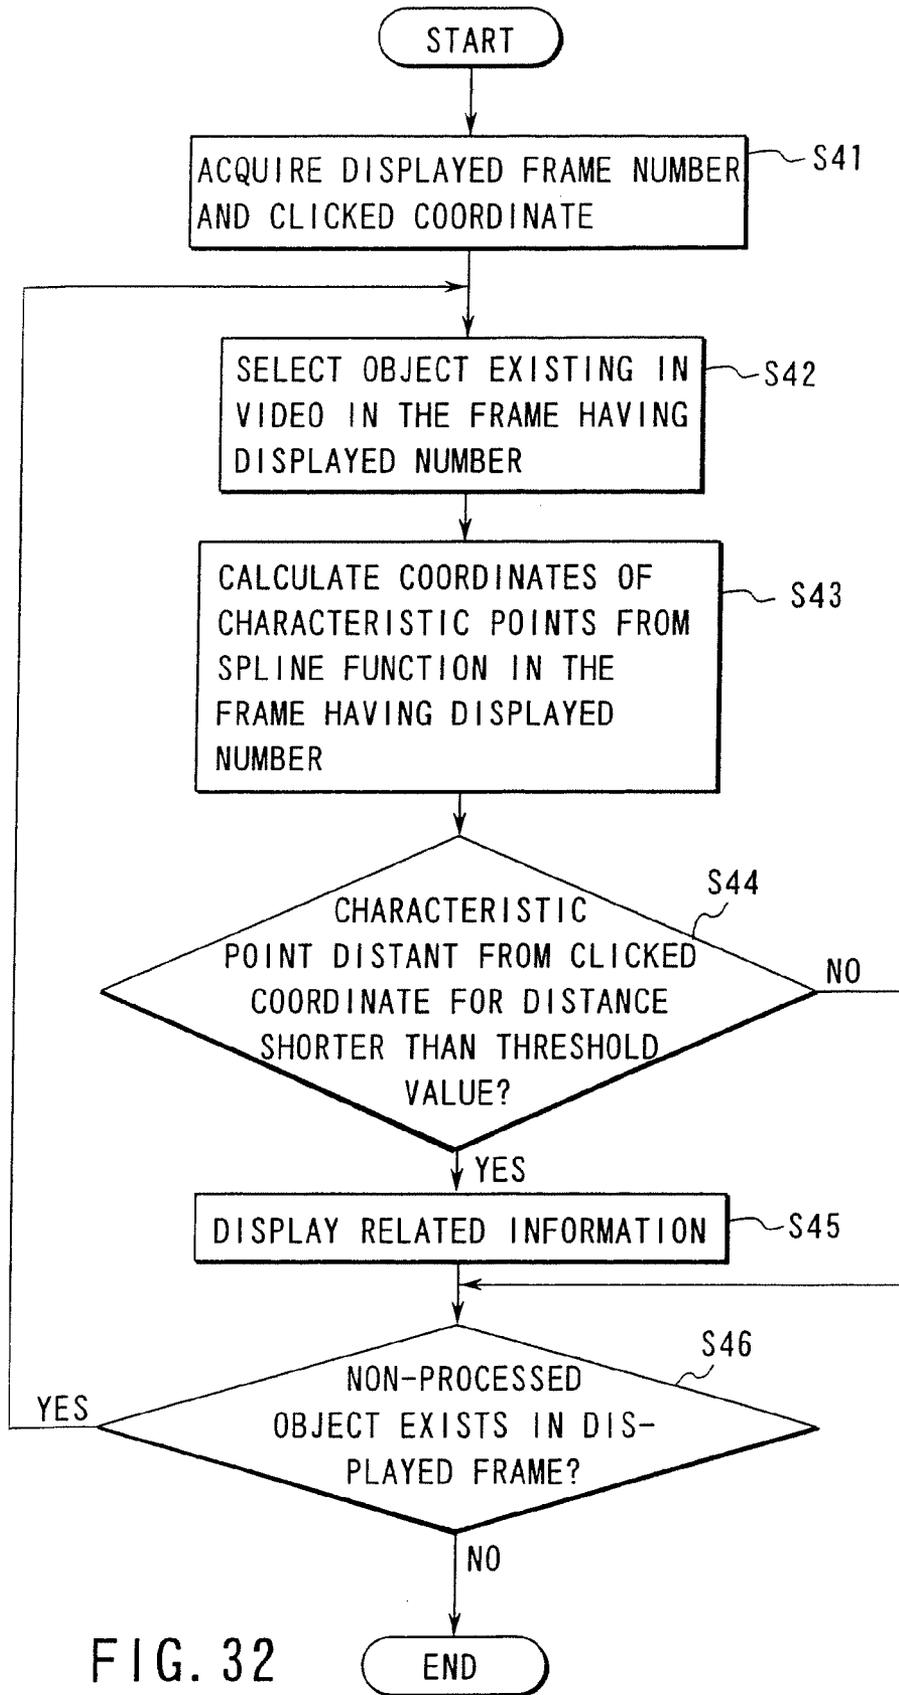 START
ACQUIRE DISPLAYED FRAME NUMBER
AND CLICKED COORDINATE
S41
SELECT OBJECT EXISTING IN
VIDEO IN THE FRAME HAVING
DISPLAYED NUMBER
S42
CALCULATE COORDINATES OF
CHARACTERISTIC POINTS FROM
SPLINE FUNCTION IN THE
FRAME HAVING DISPLAYED
NUMBER
S43
S44
CHARACTERISTIC
POINT DISTANT FROM CLICKED
COORDINATE FOR DISTANCE
SHORTER THAN THRESHOLD
VALUE?
NO
YES
DISPLAY RELATED INFORMATION
S45
S46
NON-PROCESSED
OBJECT EXISTS IN DIS-
PLAYED FRAME?
YES
NO
END
FIG. 32